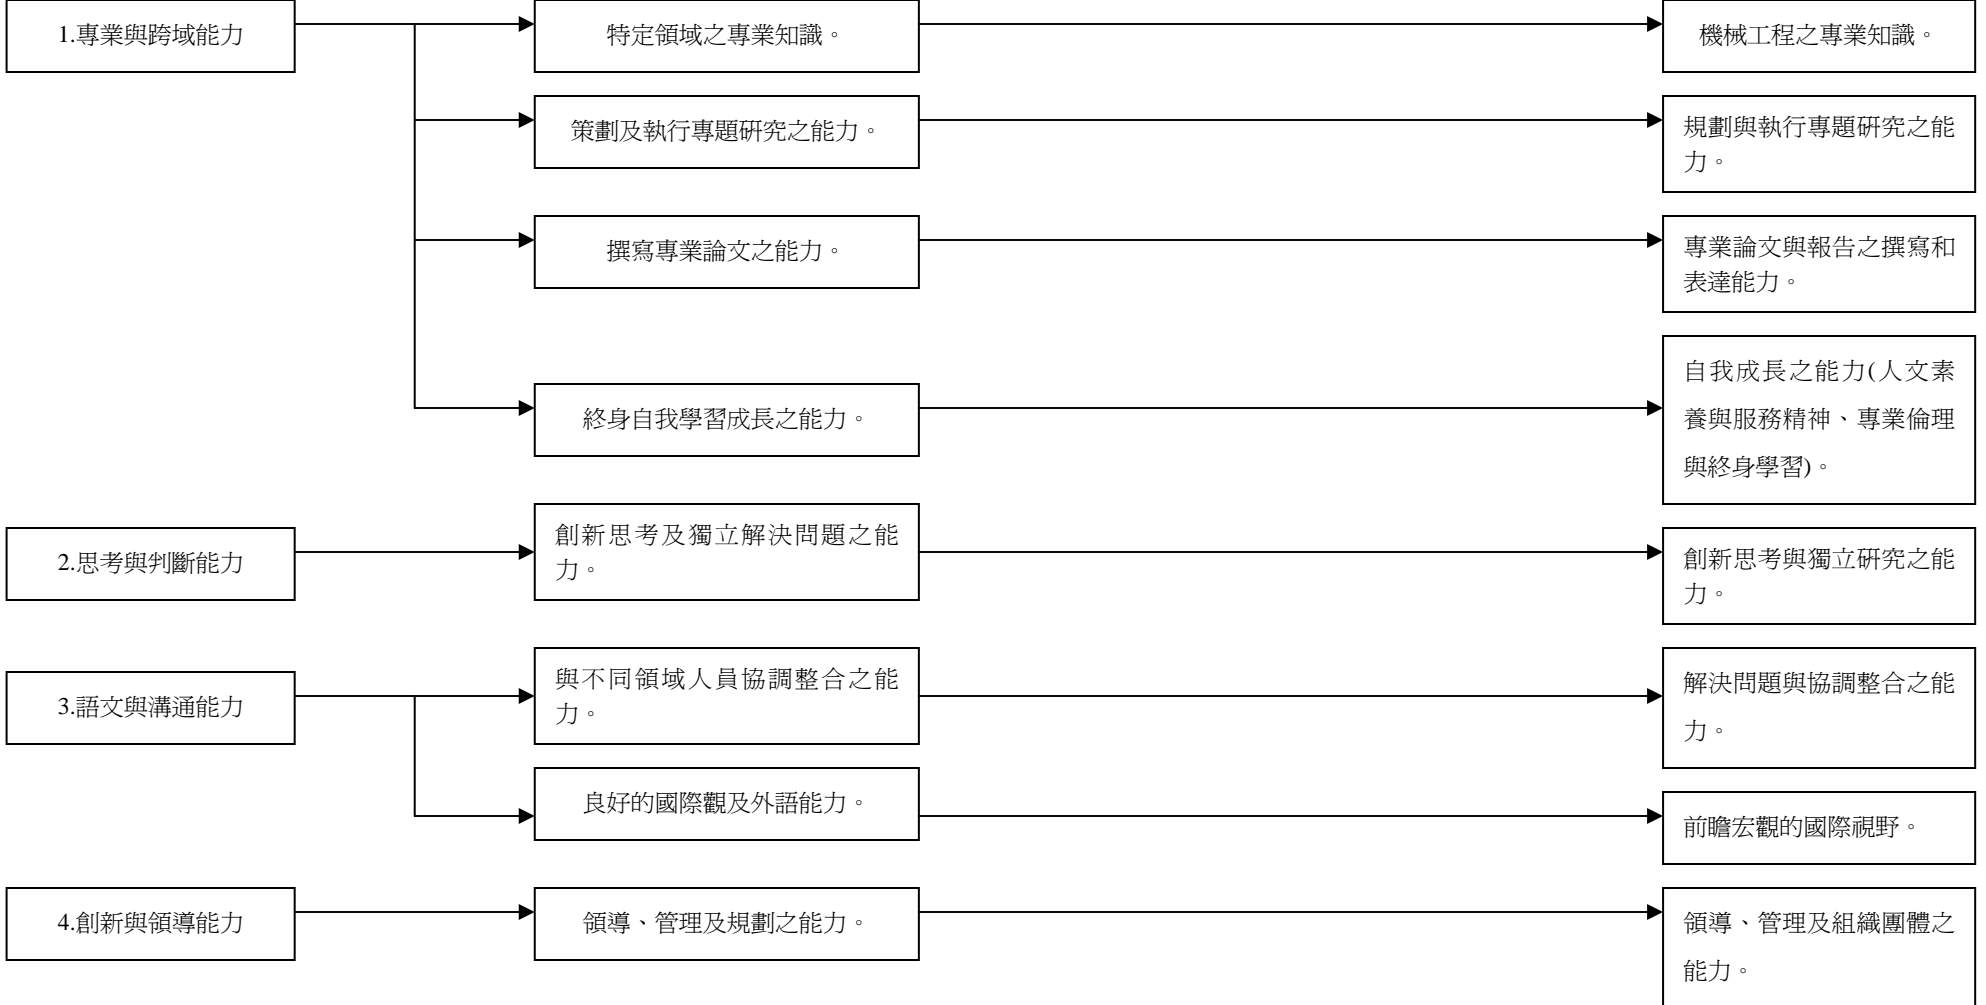 1.專業與跨域能力
特定領域之專業知識。
機械工程之專業知識。
策劃及執行專題研究之能力。
規劃與執行專題研究之能
力。
撰寫專業論文之能力。
專業論文與報告之撰寫和
表達能力。
終身自我學習成長之能力。
自我成長之能力(人文素
養與服務精神、專業倫理
與終身學習)。
2.思考與判斷能力
創新思考及獨立解決問題之能
力。
創新思考與獨立研究之能
力。
3.語文與溝通能力
與不同領域人員協調整合之能
力。
解決問題與協調整合之能
力。
良好的國際觀及外語能力。
前瞻宏觀的國際視野。
4.創新與領導能力
領導、管理及規劃之能力。
領導、管理及組織團體之
能力。